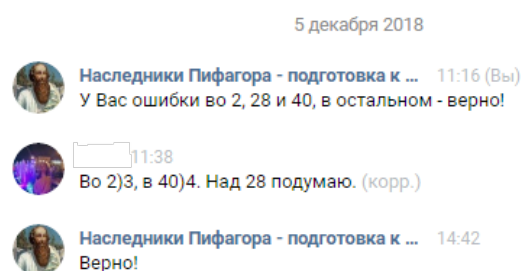 5 декабря 2018
Наследники Пифагора - подготовка к ... 11:16 (Вы)
У Вас ошибки во 2, 28 и 40, в остальном - верно!
11:38
Во 2)3, в 40)4. Над 28 подумаю. (корр.)
Наследники Пифагора - подготовка к ... 14:42
Верно!